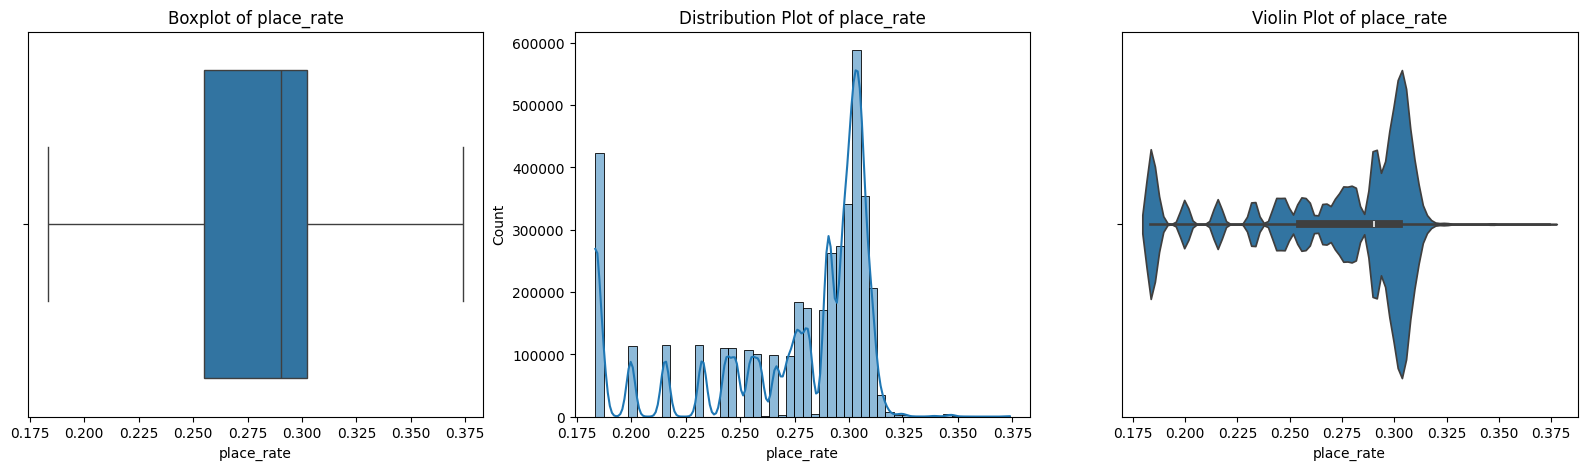 Boxplot of place_rate
0.175 0.200 0.225 0.250 0.275 0.300 0.325 0.350 0.375
place_rate
Distribution Plot of place_rate
Count
600000
500000
400000
300000
200000
100000
0
0.175 0.200 0.225 0.250 0.275 0.300 0.325 0.350 0.375
place_rate
Violin Plot of place_rate
0.175 0.200 0.225 0.250 0.275 0.300 0.325 0.350 0.375
place_rate